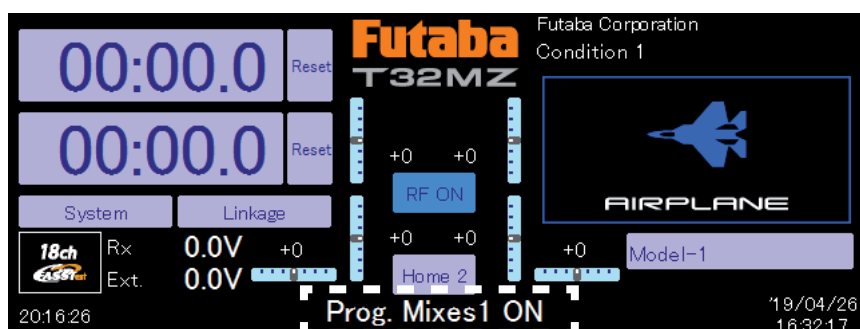 00:00.0
Reset
Futaba
T32MZ
Futaba Corporation
Condition 1
00:00.0
Reset
+0 +0
RF ON
AIRPLANE
System
Linkage
18ch
FASSTest
Rx 0.0V
Ext. 0.0V
+0
+0 +0
Home 2
+0
Model-1
20:16:26
Prog. Mixes1 ON
'19/04/26
16:32:17